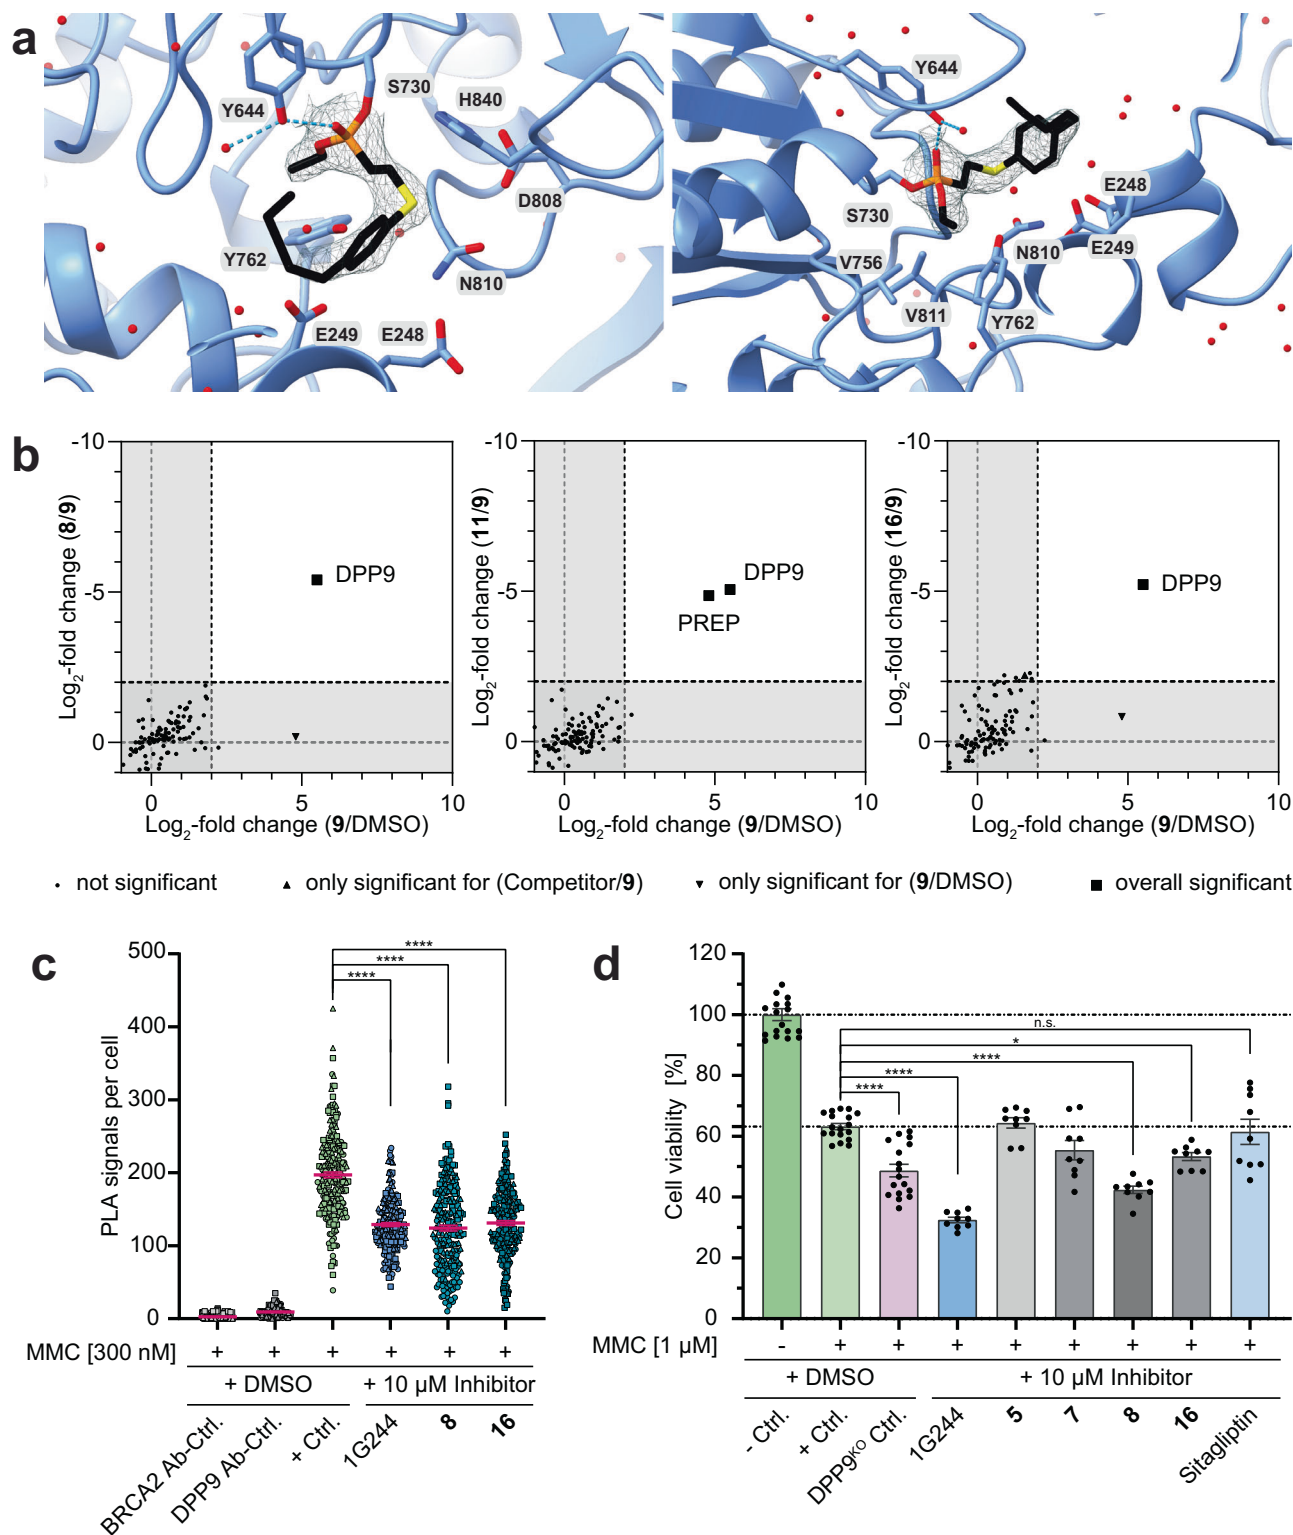 a
Y644
S730
H840
D808
Y762
N810
E249
E248
Y644
S730
V756
V811
Y762
N810
E249
E248
b
-10
-5
0
Log2-fold change (8/9)
DPP9
0
5
10
Log2-fold change (9/DMSO)
-10
-5
0
Log2-fold change (11/9)
DPP9
PREP
0
5
10
Log2-fold change (9/DMSO)
-10
-5
0
Log2-fold change (16/9)
DPP9
0
5
10
Log2-fold change (9/DMSO)
not significant
only significant for (Competitor/9)
only significant for (9/DMSO)
overall significant
c
500
400
300
200
100
0
PLA signals per cell
****
****
****
MMC [300 nM]
+ + + + + +
+ DMSO
+ 10 µM Inhibitor
BRCA2 Ab-Ctrl.
DPP9 Ab-Ctrl.
+ Ctrl.
1G244
8
16
d
120
100
80
60
40
20
0
Cell viability [%]
n.s.
*
****
****
****
MMC [1 µM]
- + + + + + + + +
+ DMSO
+ 10 µM Inhibitor
- Ctrl.
+ Ctrl.
DPP9KO Ctrl.
1G244
5
7
8
16
Sitagliptin